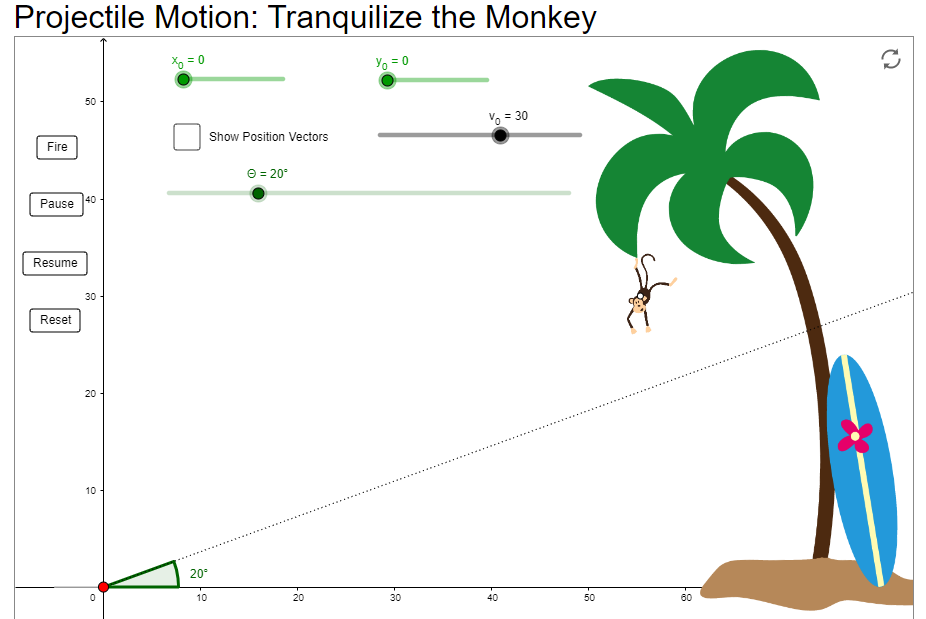 Projectile Motion: Tranquilize the Monkey
x₀ = 0
y₀ = 0
50
v₀ = 30
Show Position Vectors
Fire
Θ = 20°
Pause
40
Resume
30
Reset
20
10
20°
0
10
20
30
40
50
60